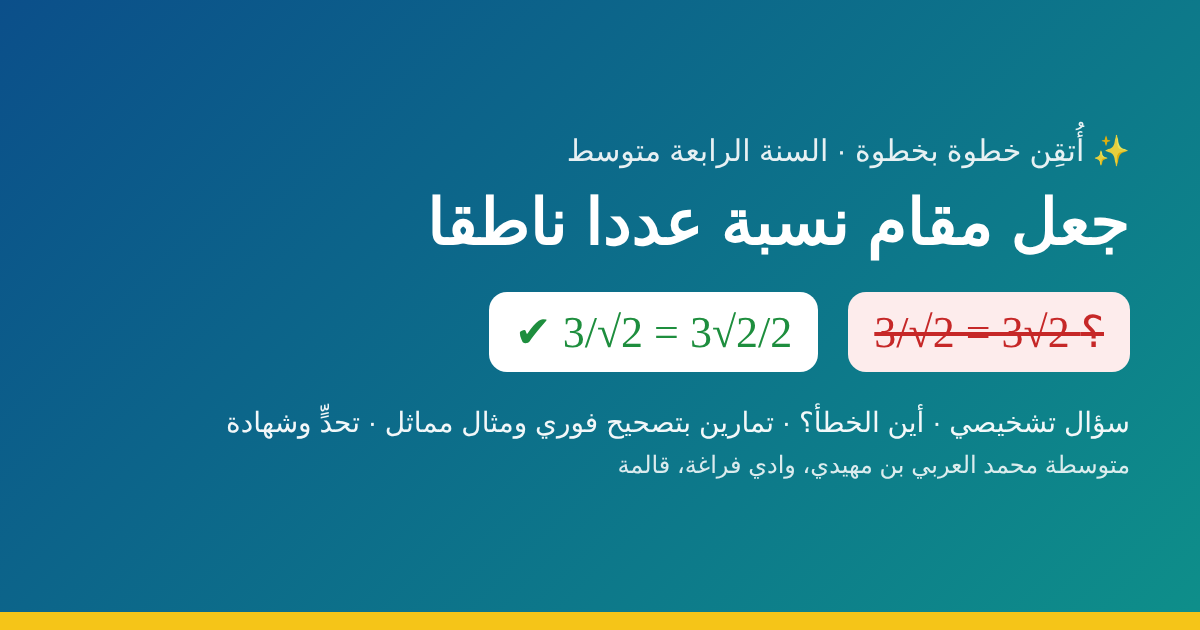 ✨ أُتقِن خطوة بخطوة · السنة الرابعة متوسط
جعل مقام نسبة عددا ناطقا
3/√2 = 3√2 ؟
✔ 3/√2 = 3√2/2
سؤال تشخيصي · أين الخطأ؟ · تمارين بتصحيح فوري ومثال مماثل · تحدٍّ وشهادة
متوسطة محمد العربي بن مهيدي، وادي فراغة، قالمة